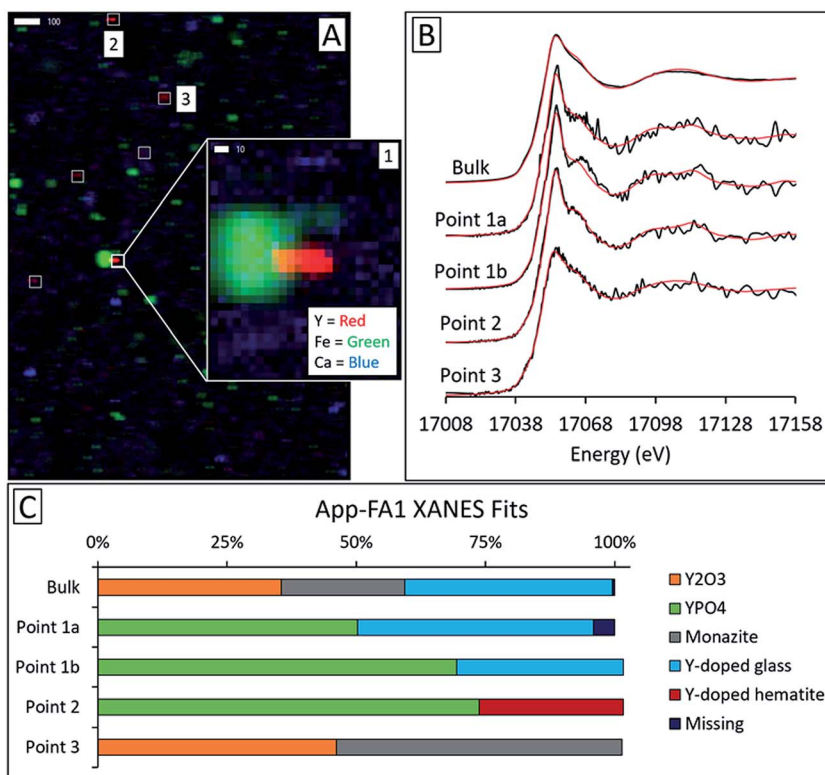 100
A
2
3
10
1
Y = Red
Fe = Green
Ca = Blue
B
Bulk
Point 1a
Point 1b
Point 2
Point 3
17008 17038 17068 17098 17128 17158
Energy (eV)
C
App-FA1 XANES Fits
0% 25% 50% 75% 100%
Bulk
Point 1a
Point 1b
Point 2
Point 3
Y2O3
YPO4
Monazite
Y-doped glass
Y-doped hematite
Missing